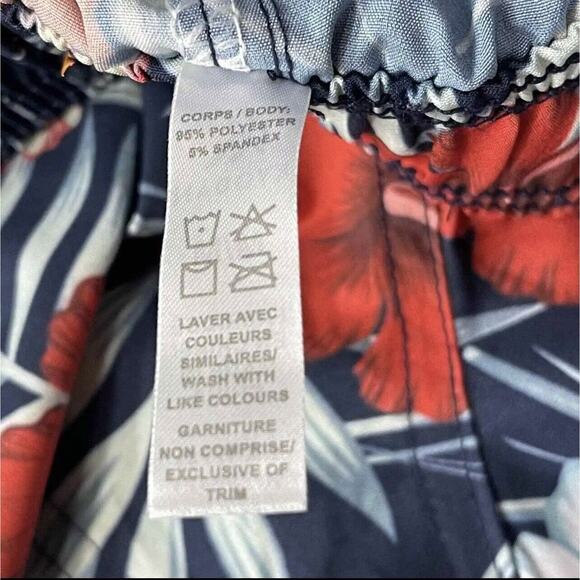 CORPS / BODY:
95% POLYESTER
5% SPANDEX
LAVER AVEC
COULEURS
SIMILAIRES/
WASH WITH
LIKE COLOURS
GARNITURE
NON COMPRISE/
EXCLUSIVE OF
TRIM